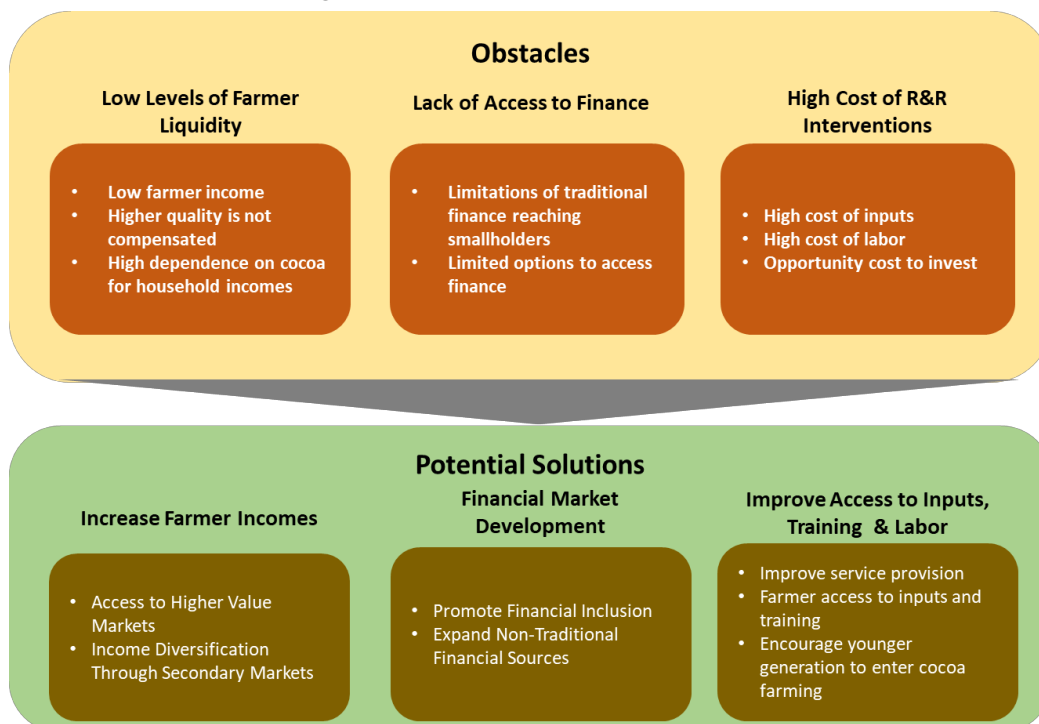 Obstacles
Low Levels of Farmer
Liquidity
• Low farmer income
• Higher quality is not
compensated
• High dependence on cocoa
for household incomes
Lack of Access to Finance
• Limitations of traditional
finance reaching
smallholders
• Limited options to access
finance
High Cost of R&R
Interventions
• High cost of inputs
• High cost of labor
• Opportunity cost to invest
Potential Solutions
Increase Farmer Incomes
• Access to Higher Value
Markets
• Income Diversification
Through Secondary Markets
Financial Market
Development
• Promote Financial Inclusion
• Expand Non-Traditional
Financial Sources
Improve Access to Inputs,
Training & Labor
• Improve service provision
• Farmer access to inputs and
training
• Encourage younger
generation to enter cocoa
farming